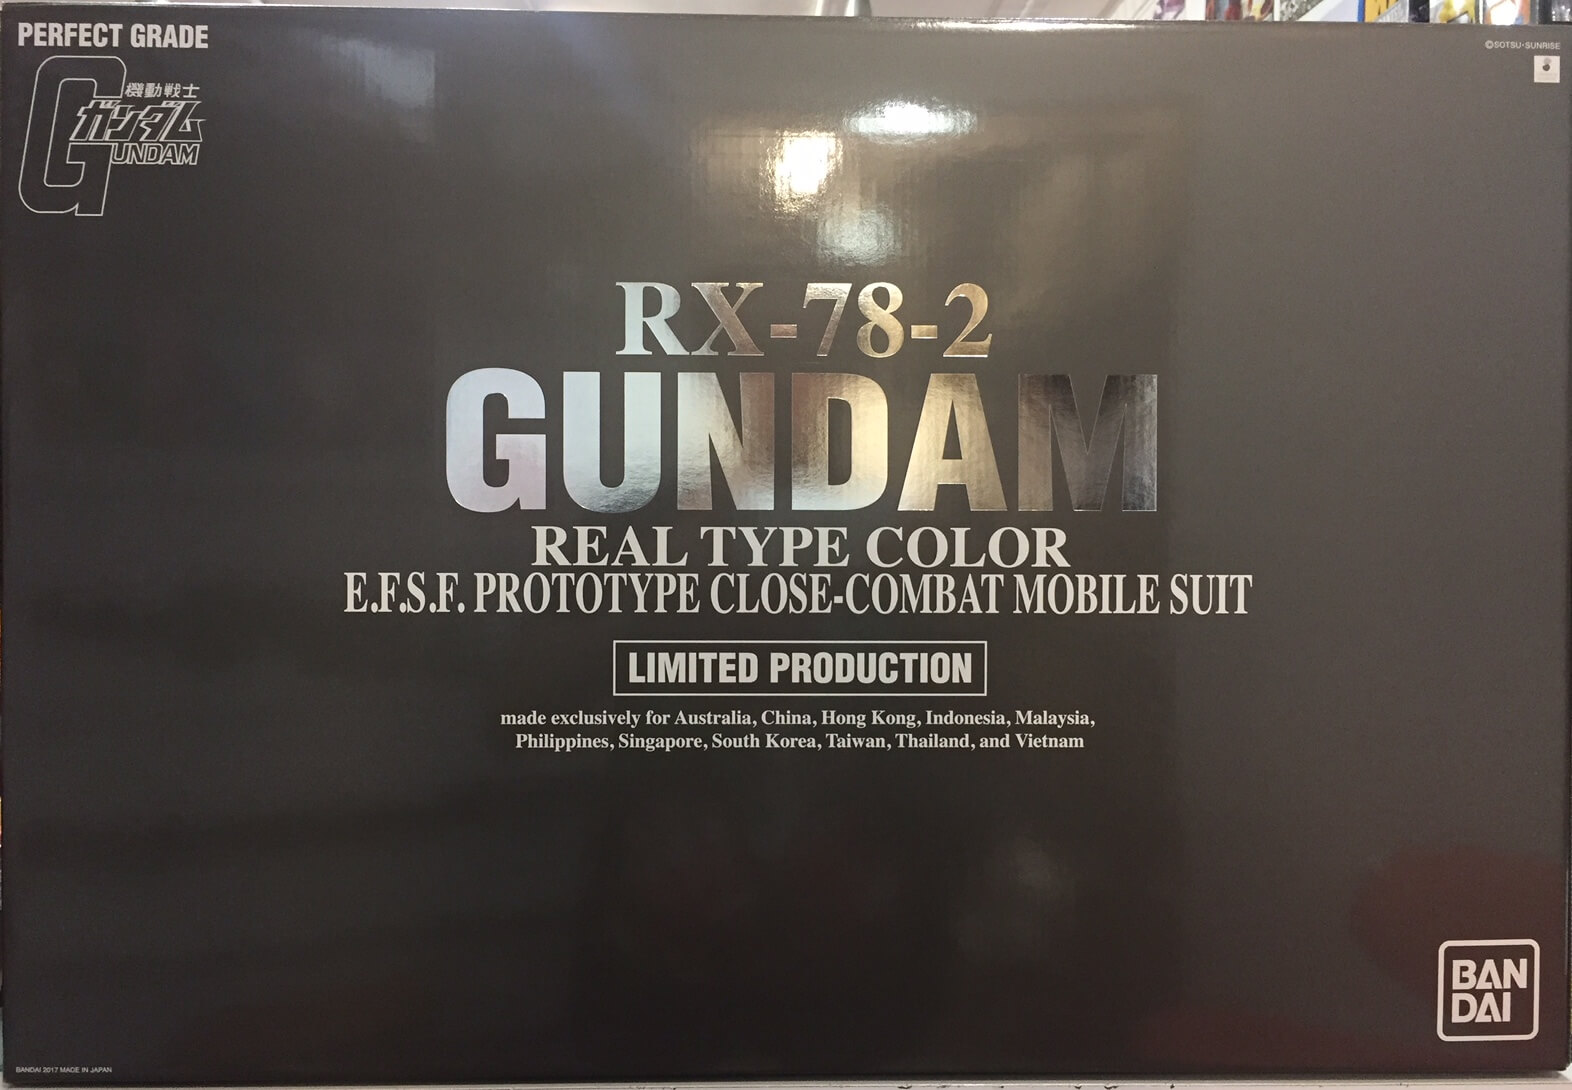 PERFECT GRADE
機動戦士
ガンダム
GUNDAM
©SOTSU・SUNRISE
RX-78-2
GUNDAM
REAL TYPE COLOR
E.F.S.F. PROTOTYPE CLOSE-COMBAT MOBILE SUIT
LIMITED PRODUCTION
made exclusively for Australia, China, Hong Kong, Indonesia, Malaysia,
Philippines, Singapore, South Korea, Taiwan, Thailand, and Vietnam
BAN
DAI
BANDAI 2017 MADE IN JAPAN